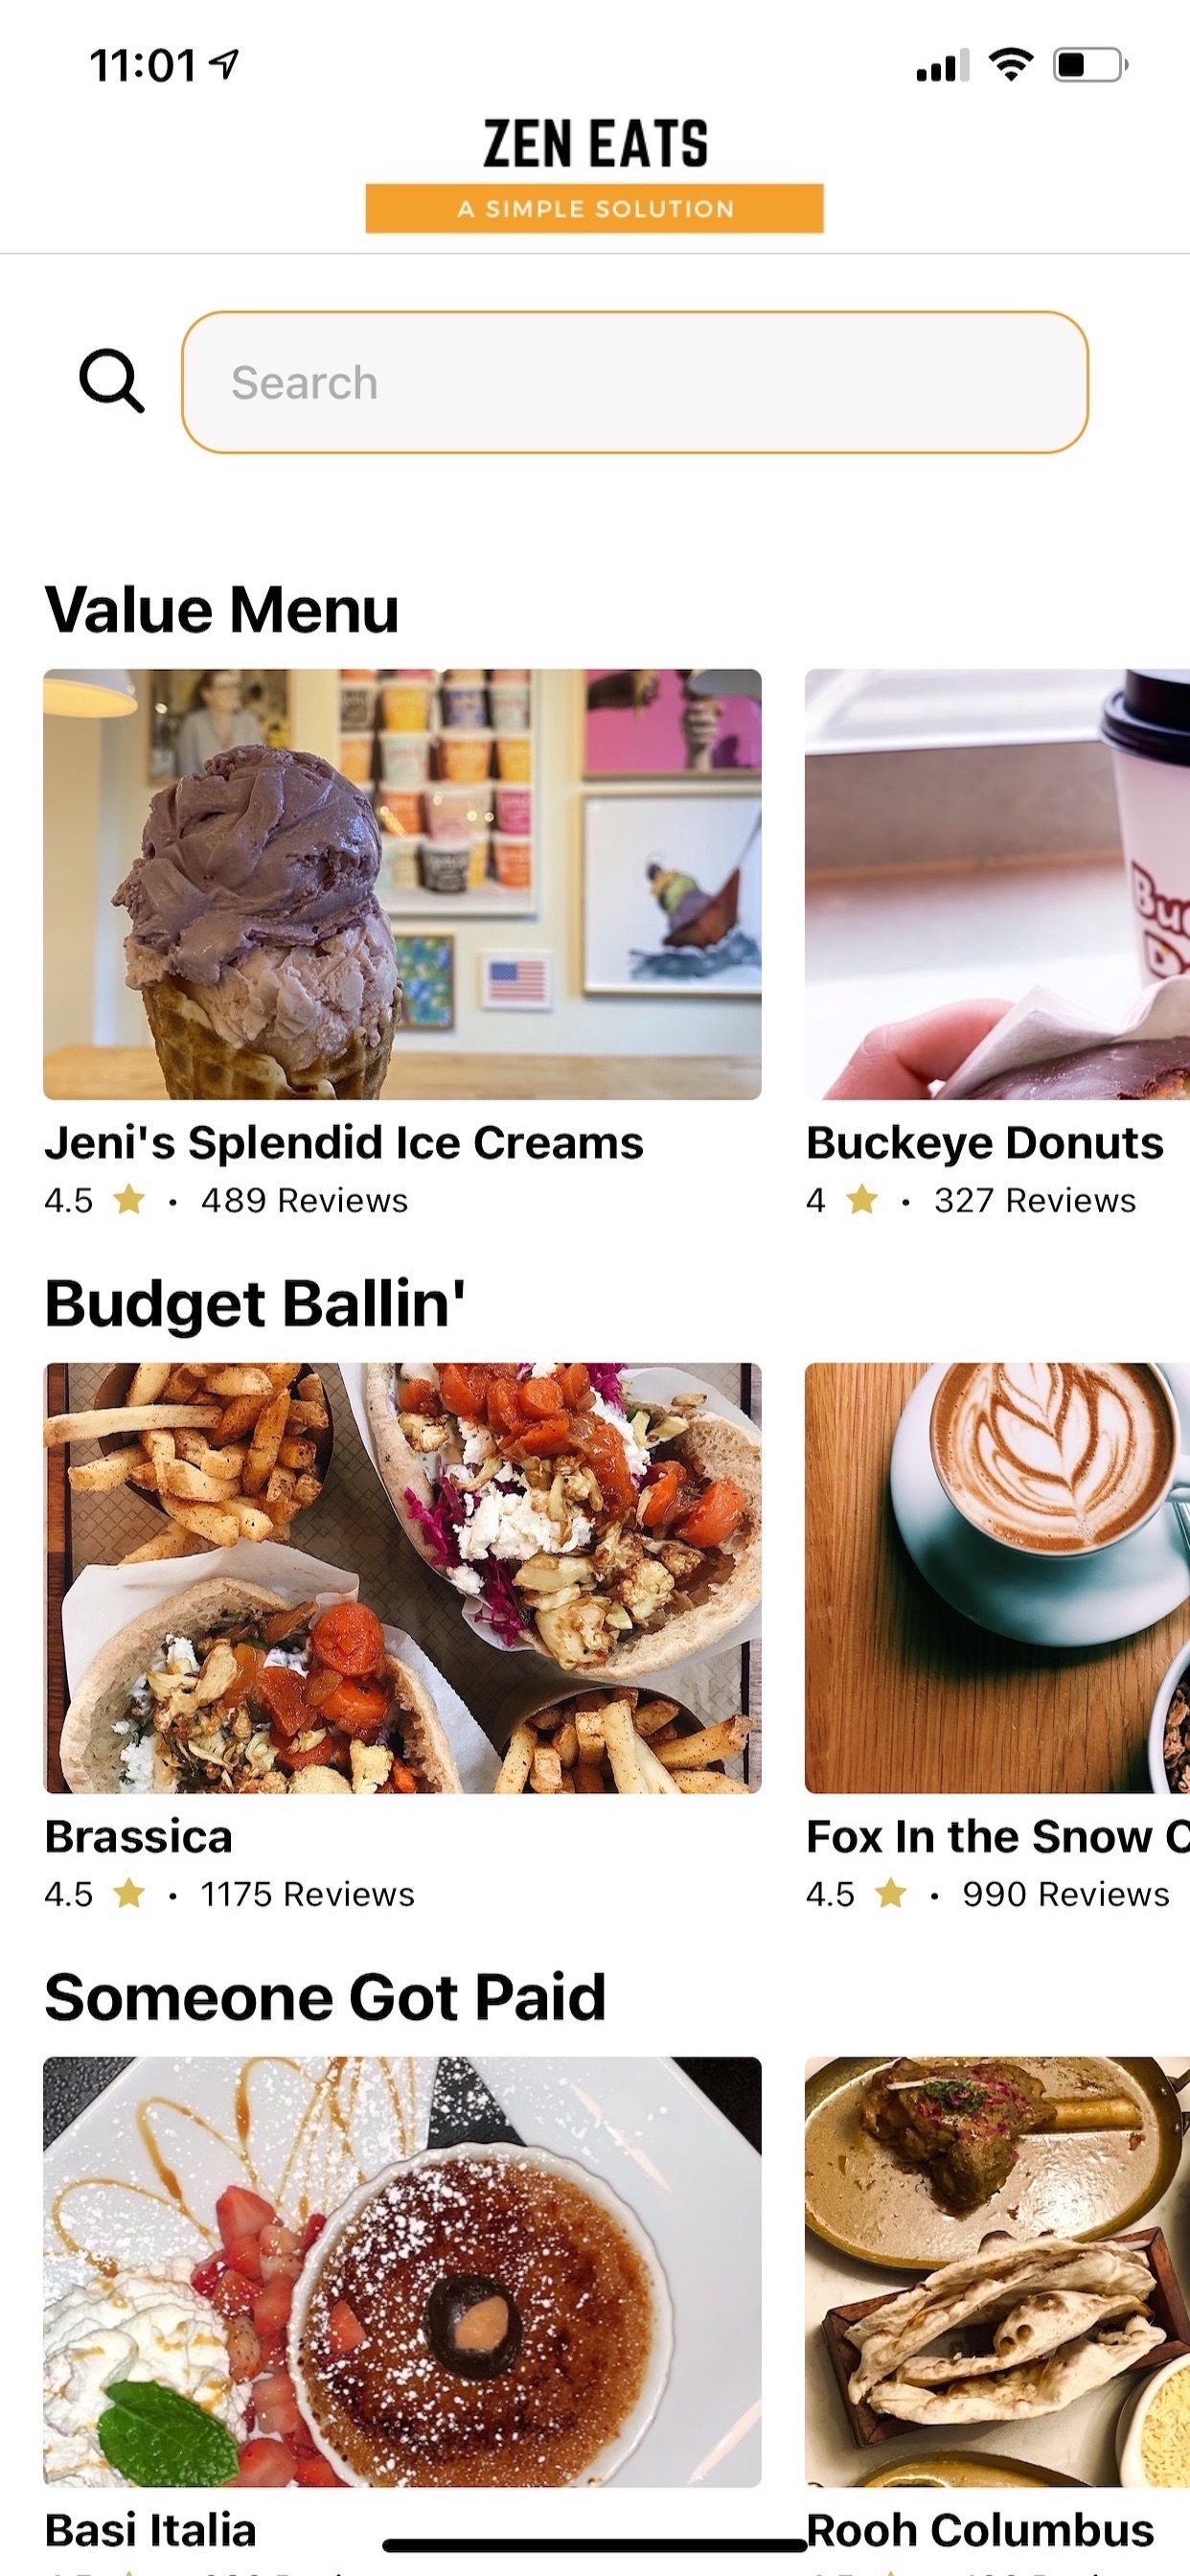 11:01
ZEN EATS
A SIMPLE SOLUTION
Search
Value Menu
Jeni's Splendid Ice Creams
4.5 • 489 Reviews
Buckeye Donuts
4 • 327 Reviews
Budget Ballin'
Brassica
4.5 • 1175 Reviews
Fox In the Snow C
4.5 • 990 Reviews
Someone Got Paid
Basi Italia
Rooh Columbus